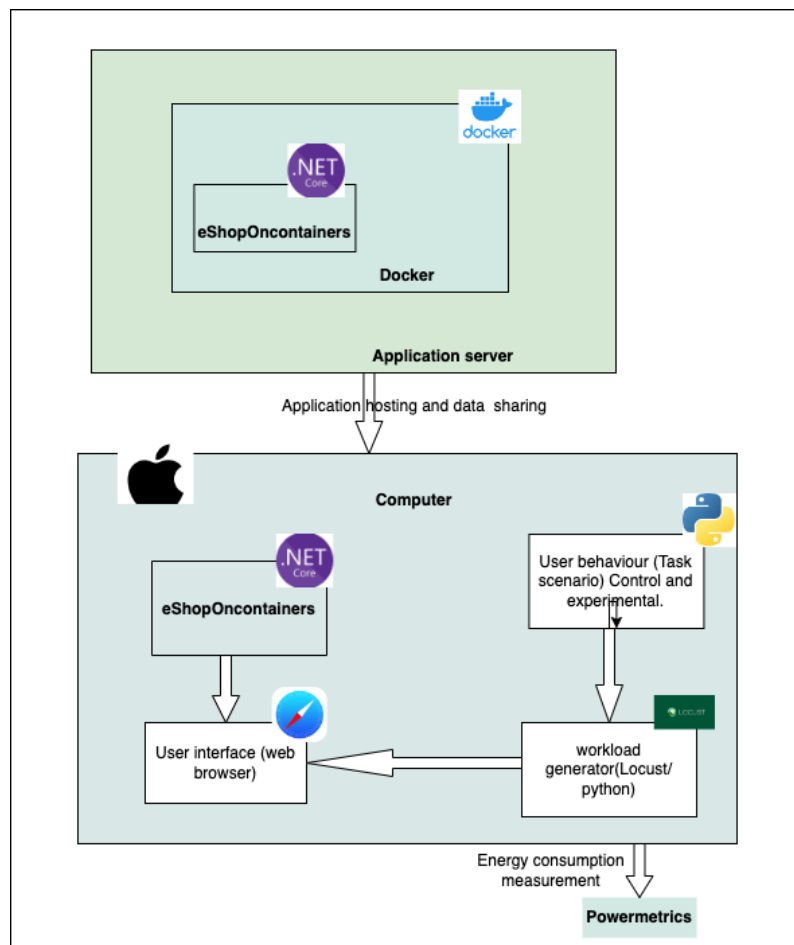 docker
.NET
Core
eShopOncontainers
Docker
Application server
Application hosting and data sharing
Computer
.NET
Core
eShopOncontainers
User behaviour (Task
scenario) Control and
experimental.
LOCUST
User interface (web
browser)
workload
generator(Locust/
python)
Energy consumption
measurement
Powermetrics